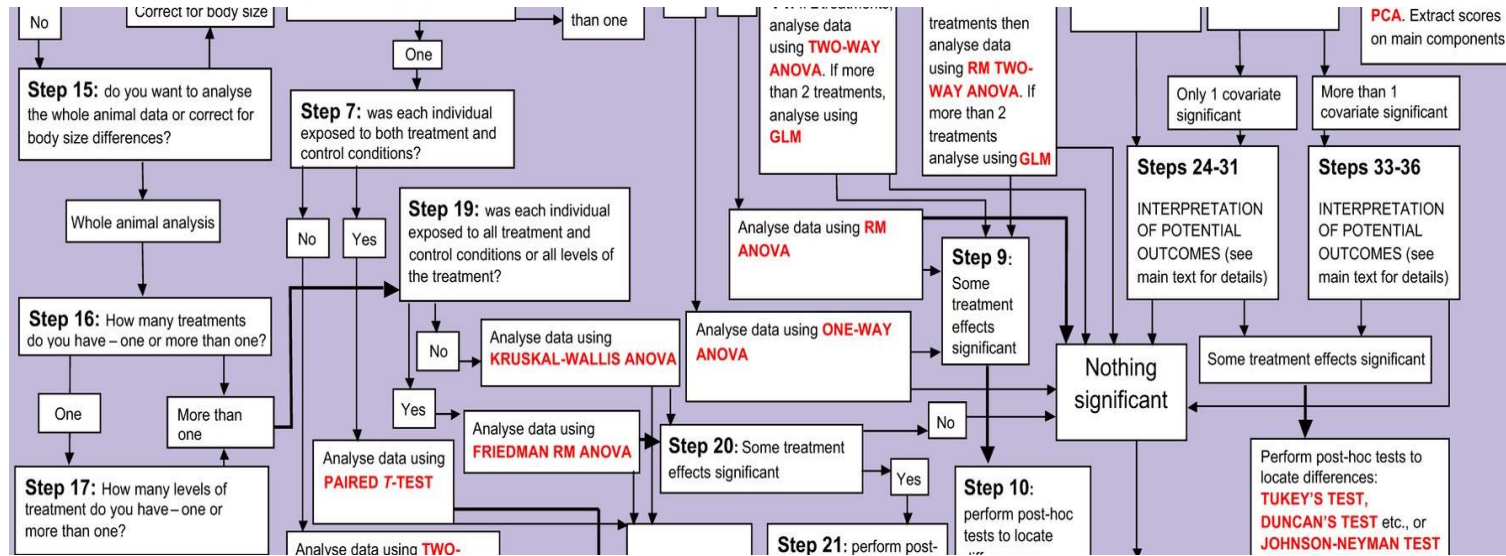 No
Correct for body size
than one
One
Step 15: do you want to analyse
the whole animal data or correct for
body size differences?
Whole animal analysis
Step 16: How many treatments
do you have – one or more than one?
One
More than
one
Step 17: How many levels of
treatment do you have – one or
more than one?
Step 7: was each individual
exposed to both treatment and
control conditions?
No
Yes
Step 19: was each individual
exposed to all treatment and
control conditions or all levels of
the treatment?
No
Analyse data using
KRUSKAL-WALLIS ANOVA
Yes
Analyse data using
FRIEDMAN RM ANOVA
Analyse data using
PAIRED T-TEST
Analyse data using TWO-
Step 20: Some treatment
effects significant
No
Yes
Step 21: perform post-
analyse data
using TWO-WAY
ANOVA. If more
than 2 treatments,
analyse using
GLM
treatments then
analyse data
using RM TWO-
WAY ANOVA. If
more than 2
treatments
analyse using GLM
Analyse data using RM
ANOVA
Analyse data using ONE-WAY
ANOVA
Step 9:
Some
treatment
effects
significant
Step 10:
perform post-hoc
tests to locate
Nothing
significant
PCA. Extract scores
on main components
Only 1 covariate
significant
More than 1
covariate significant
Steps 24-31
INTERPRETATION
OF POTENTIAL
OUTCOMES (see
main text for details)
Steps 33-36
INTERPRETATION
OF POTENTIAL
OUTCOMES (see
main text for details)
Some treatment effects significant
Perform post-hoc tests to
locate differences:
TUKEY'S TEST,
DUNCAN'S TEST etc., or
JOHNSON-NEYMAN TEST